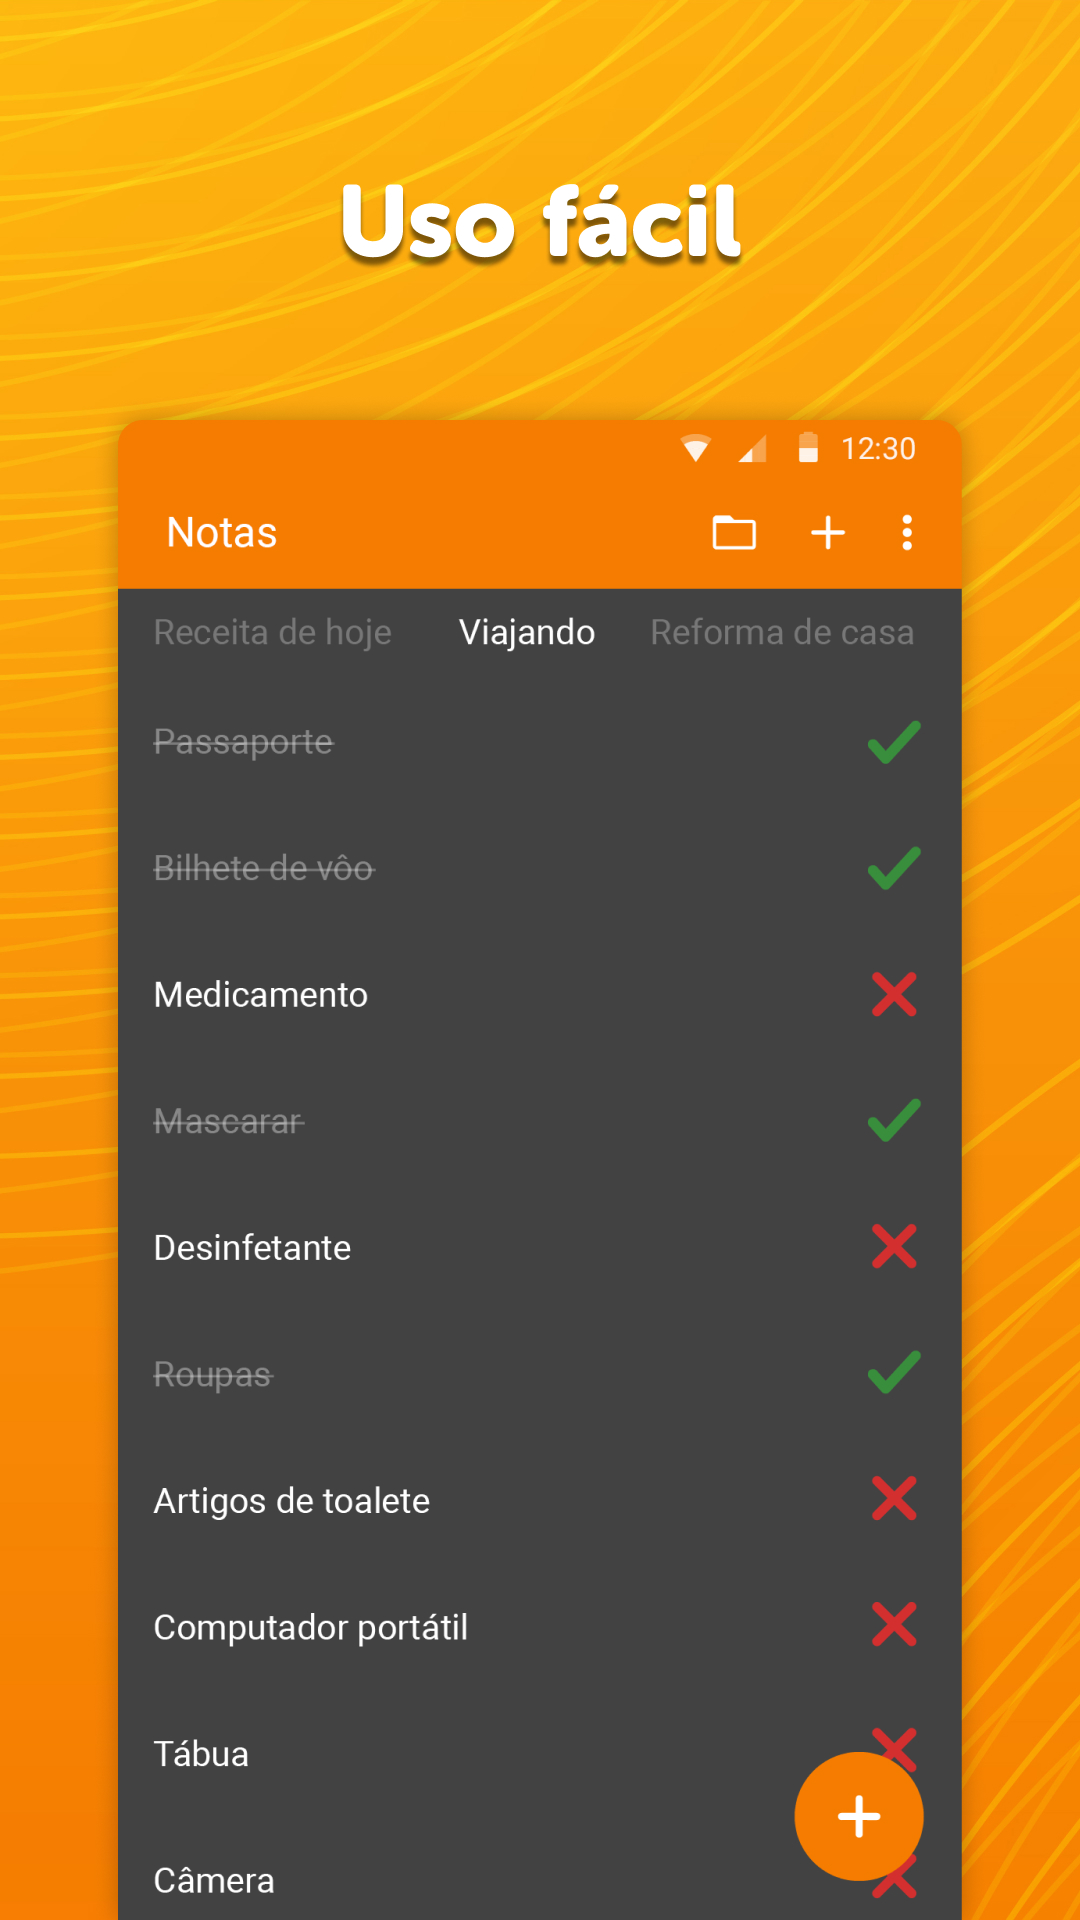 Uso fácil
12:30
Notas
Receita de hoje Viajando Reforma de casa
Passaporte
Bilhete de vôo
Medicamento
Mascarar
Desinfetante
Roupas
Artigos de toalete
Computador portátil
Tábua
Câmera